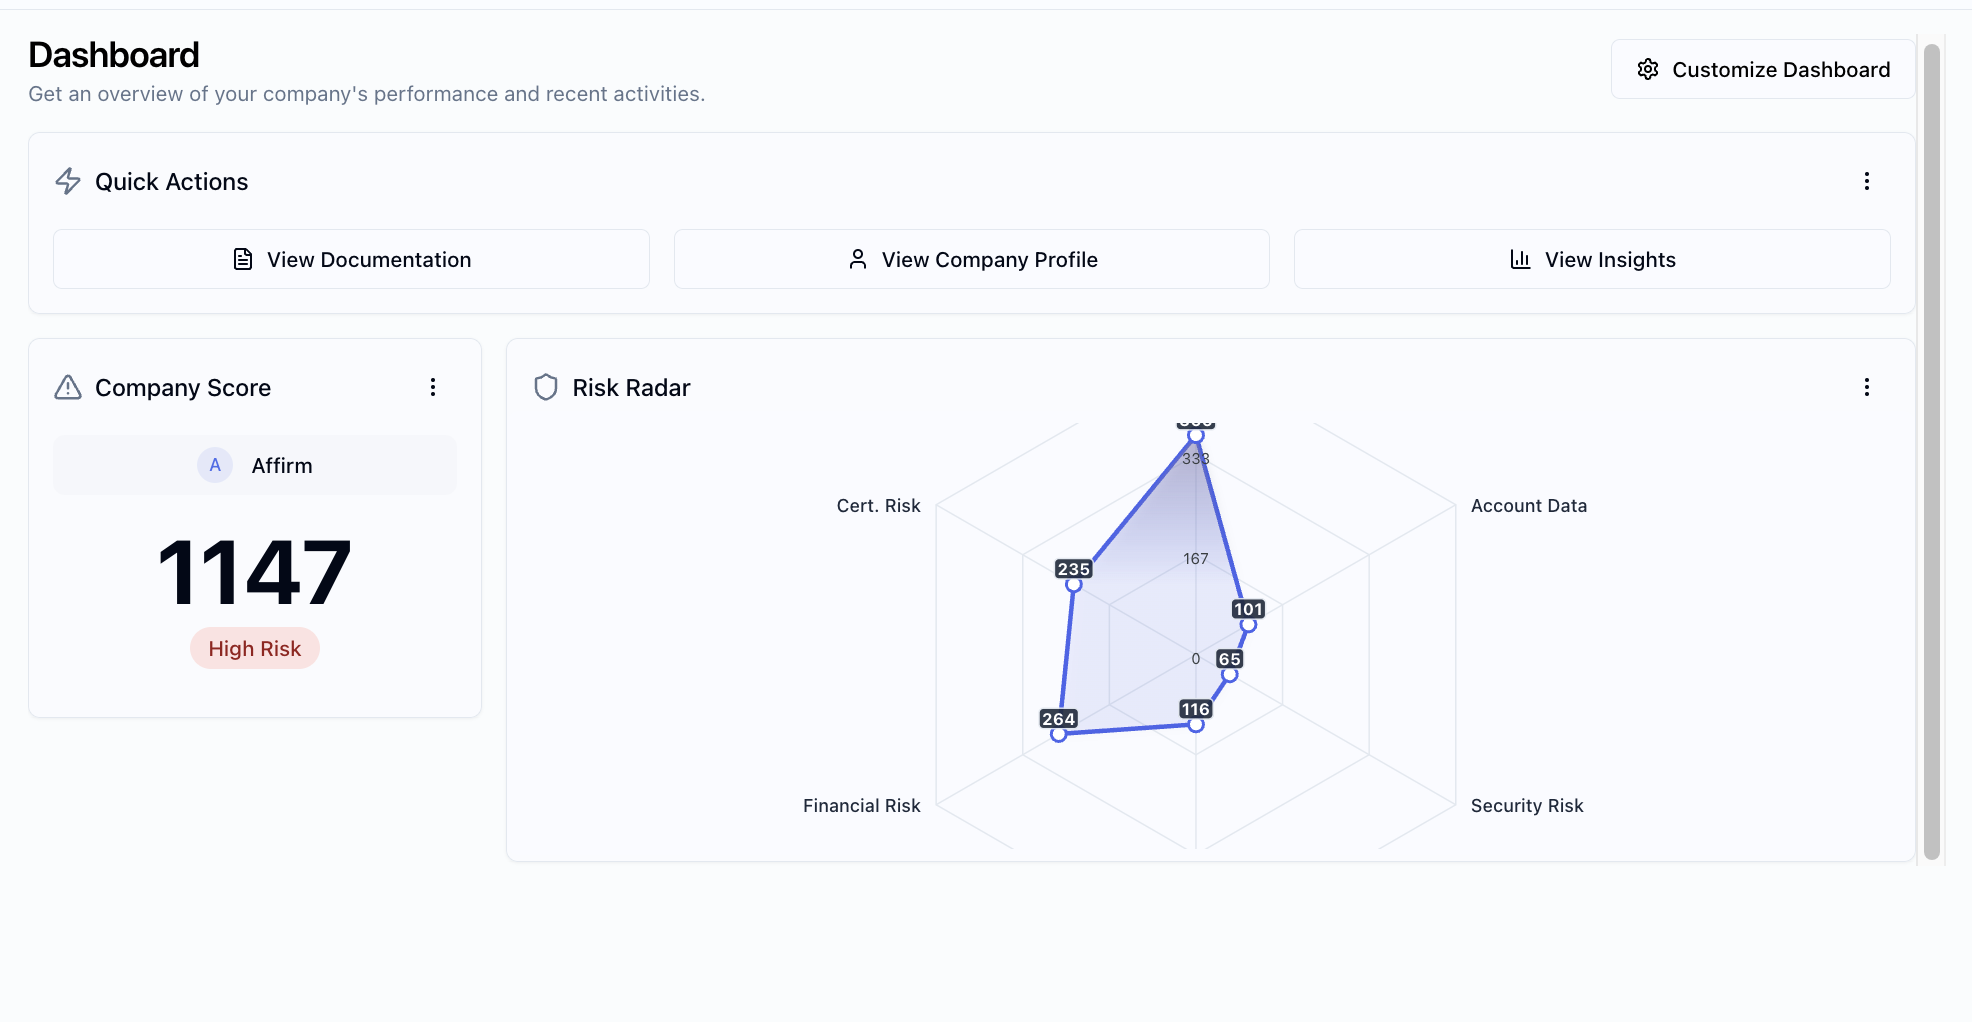 Dashboard
Get an overview of your company's performance and recent activities.
Customize Dashboard
Quick Actions
View Documentation
View Company Profile
View Insights
Company Score
A Affirm
1147
High Risk
Risk Radar
333
Cert. Risk
Account Data
167
235
101
0
65
116
264
Financial Risk
Security Risk